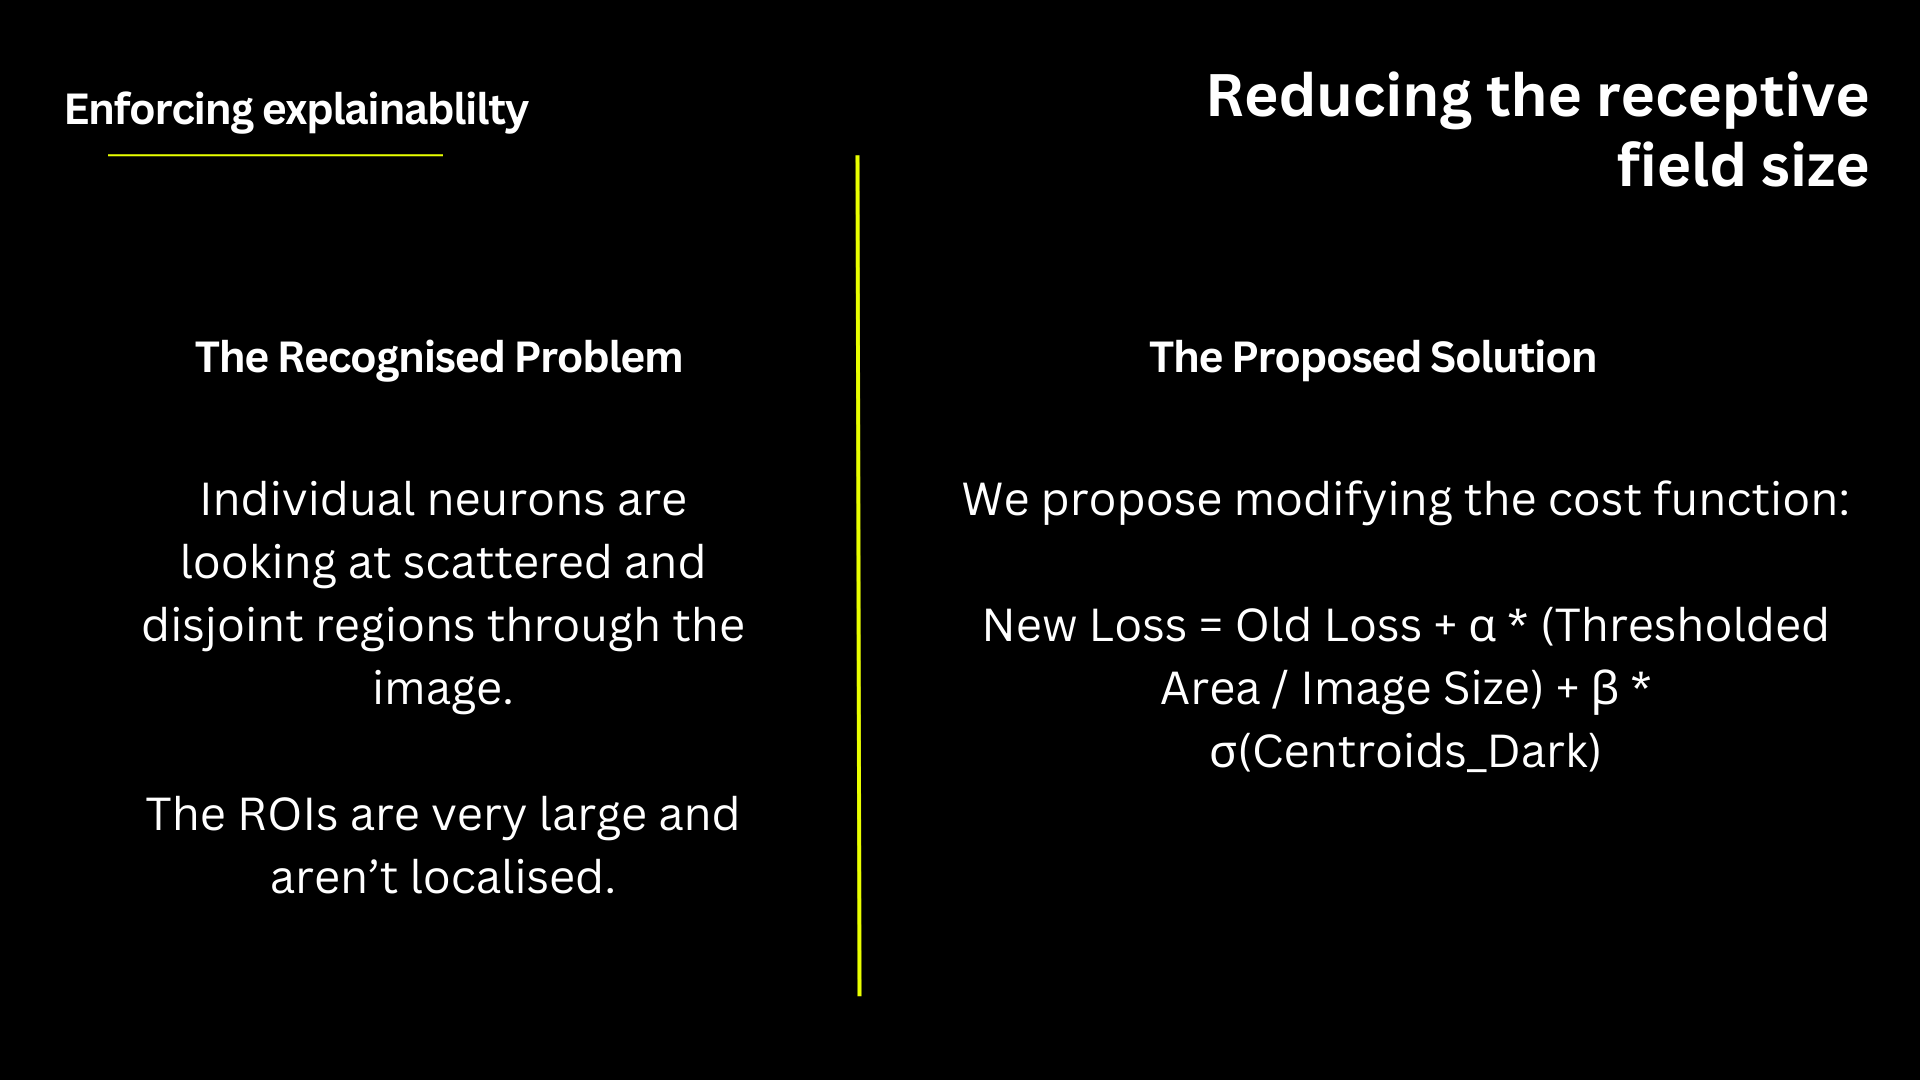 Enforcing explainablilty
Reducing the receptive
field size
The Recognised Problem
Individual neurons are
looking at scattered and
disjoint regions through the
image.
The ROIs are very large and
aren’t localised.
The Proposed Solution
We propose modifying the cost function:
New Loss = Old Loss + α * (Thresholded
Area / Image Size) + β *
σ(Centroids_Dark)